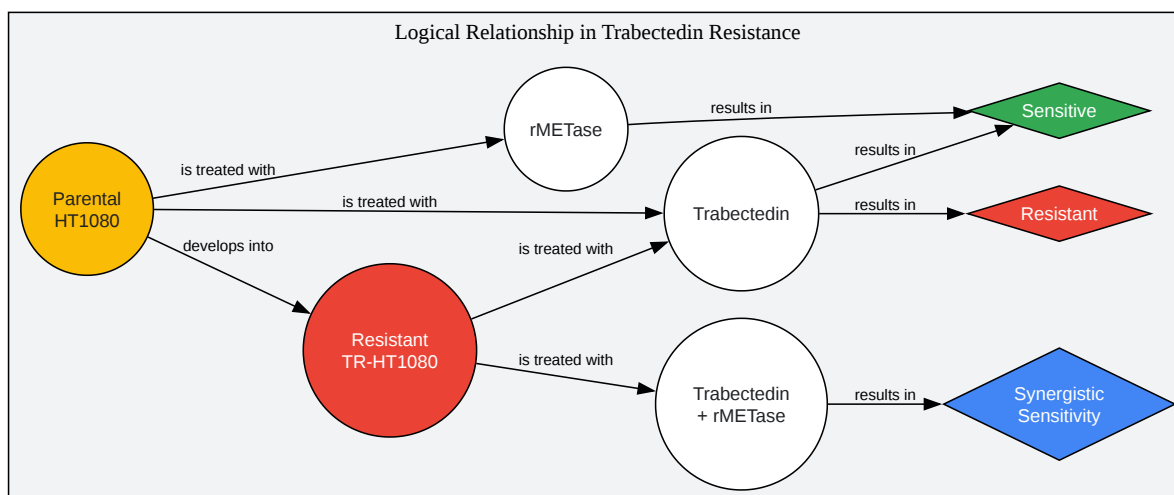 Logical Relationship in Trabectedin Resistance
Parental
HT1080
is treated with
is treated with
develops into
rMETase
results in
Sensitive
Trabectedin
results in
results in
Resistant
Resistant
TR-HT1080
is treated with
is treated with
Trabectedin
+ rMETase
results in
Synergistic
Sensitivity